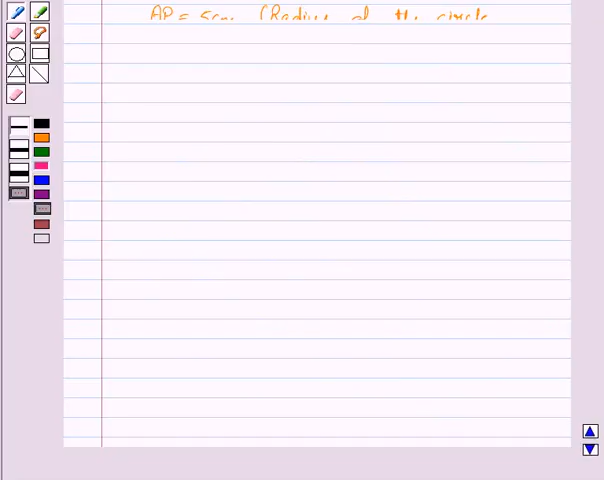 AP = 5cm (Radius of the circle